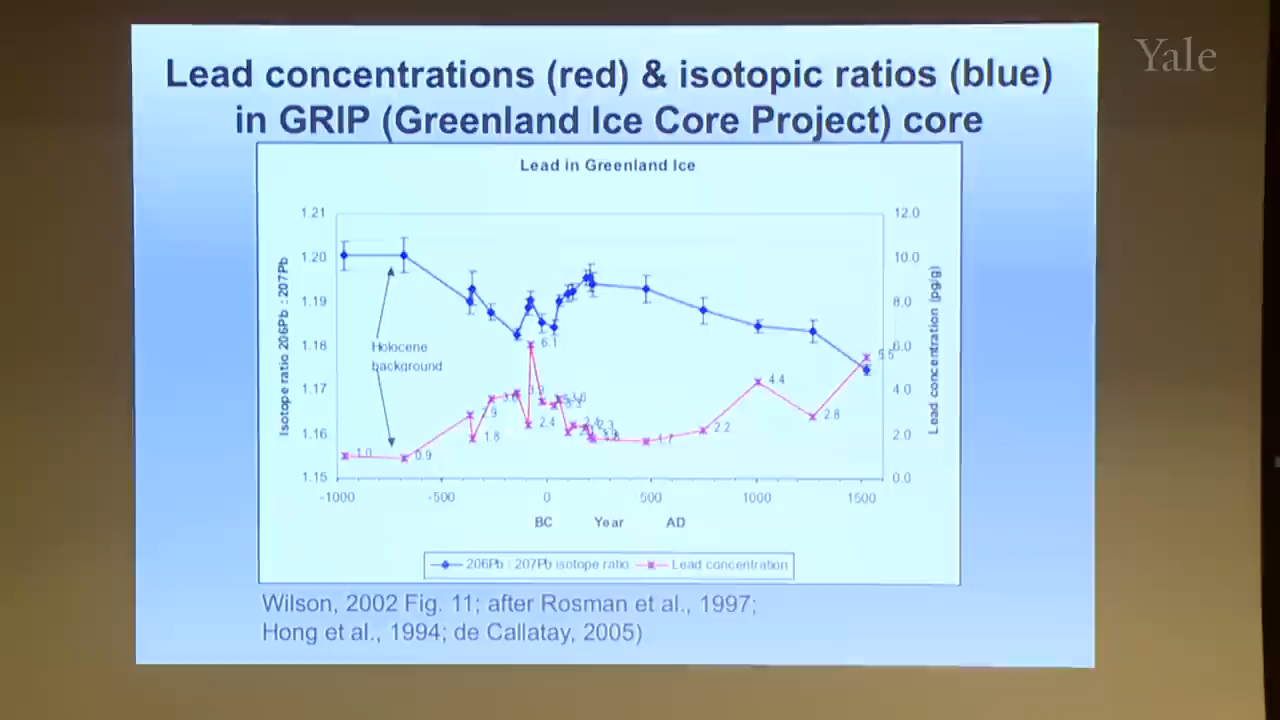 Yale
Lead concentrations (red) & isotopic ratios (blue)
in GRIP (Greenland Ice Core Project) core
Lead in Greenland Ice
1.21
1.20
1.19
1.18
1.17
1.16
1.15
Isotope ratio 206Pb : 207Pb
12.0
10.0
8.0
6.0
4.0
2.0
0.0
Lead concentration (pg/g)
Holocene
background
1.0
0.9
2.9
1.8
3.9
2.4
6.1
1.7
2.2
4.4
2.8
5.5
-1000 -500 0 500 1000 1500
BC Year AD
206Pb : 207Pb isotope ratio Lead concentration
Wilson, 2002 Fig. 11; after Rosman et al., 1997;
Hong et al., 1994; de Callatay, 2005)